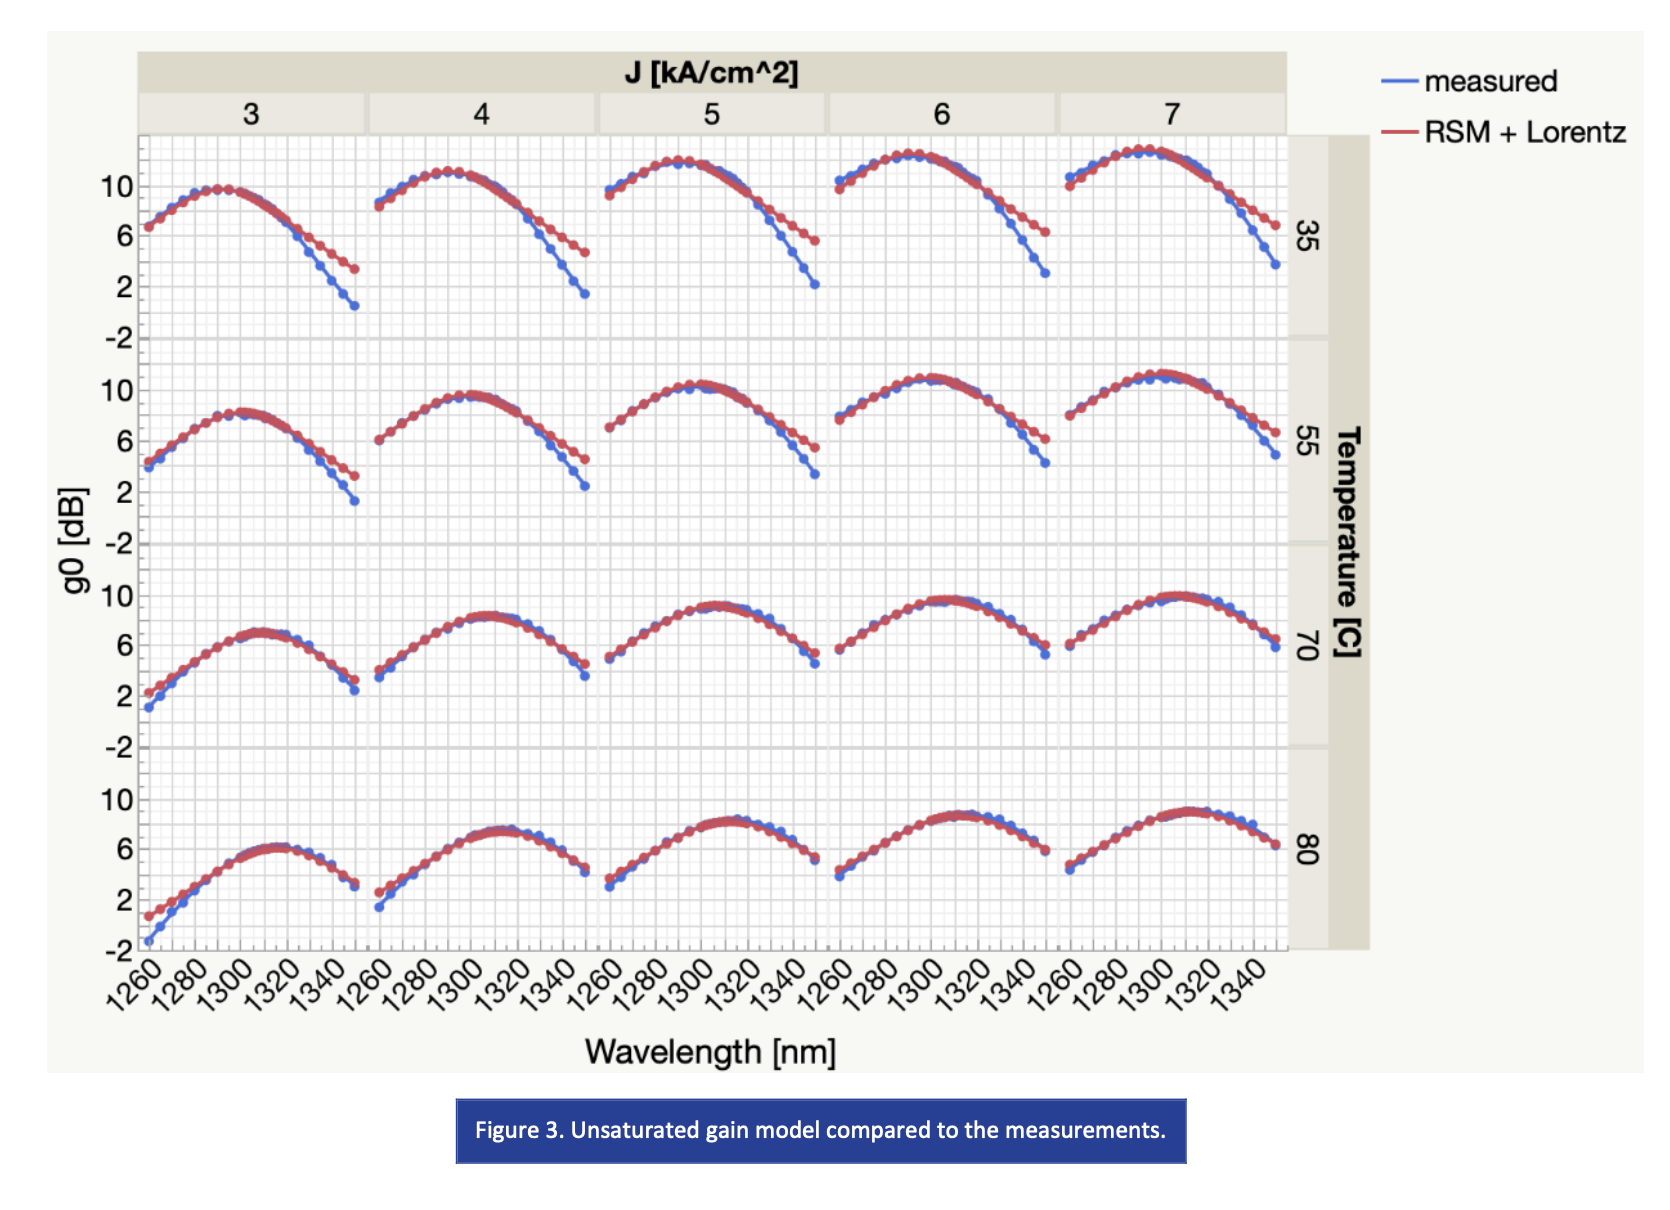 J [kA/cm^2]
3 4 5 6 7
measured
RSM + Lorentz
10
6
2
-2
35
10
6
2
-2
55
10
6
2
-2
70
10
6
2
-2
80
g0 [dB]
Temperature [C]
1260 1280 1300 1320 1340 1260 1280 1300 1320 1340 1260 1280 1300 1320 1340 1260 1280 1300 1320 1340 1260 1280 1300 1320 1340
Wavelength [nm]
Figure 3. Unsaturated gain model compared to the measurements.